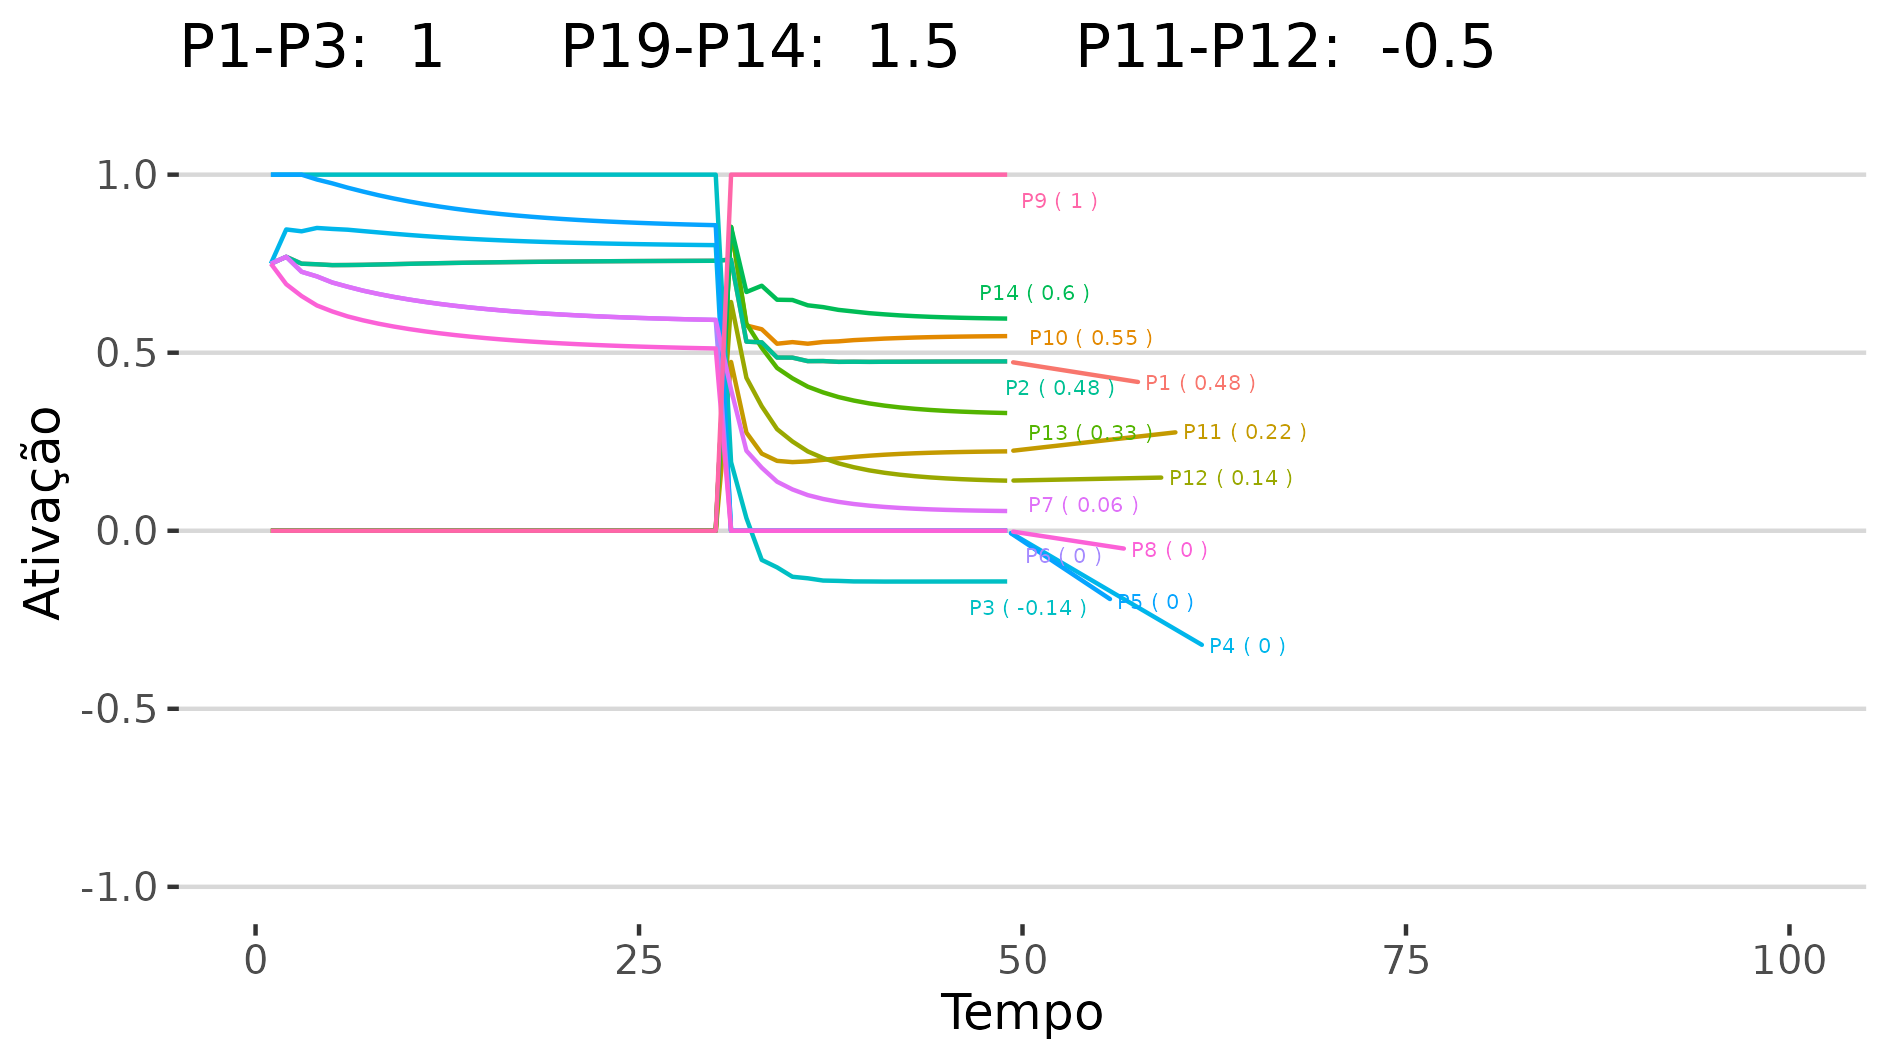 P1-P3:  1    P19-P14:  1.5    P11-P12:  -0.5
1.0
P9 ( 1 )
P14 ( 0.6 )
P10 ( 0.55 )
0.5
P1 ( 0.48 )
P2 ( 0.48 )
P11 ( 0.22 )
P13 ( 0.33 )
P12 ( 0.14 )
P7 ( 0.06 )
0.0
P8 ( 0 )
P6 ( 0 )
P5 ( 0 )
P3 ( -0.14 )
P4 ( 0 )
-0.5
-1.0
Ativação
0 25 50 75 100
Tempo